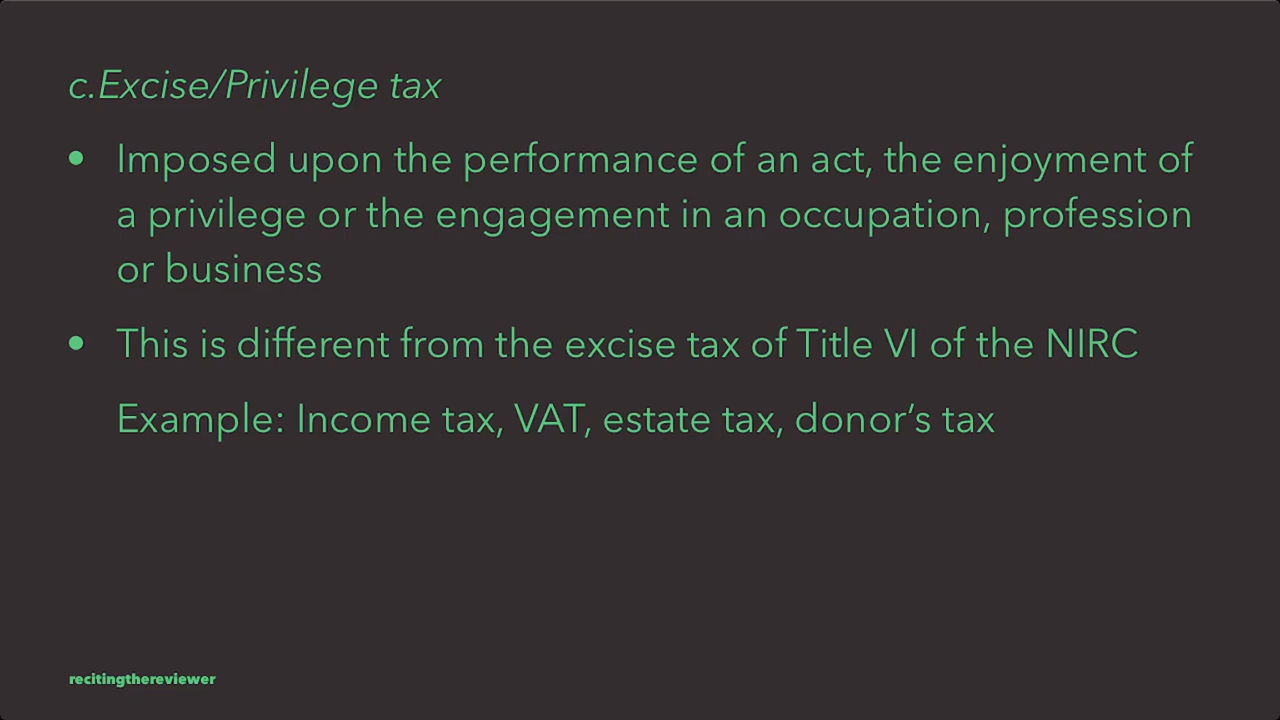 c.Excise/Privilege tax
• Imposed upon the performance of an act, the enjoyment of
a privilege or the engagement in an occupation, profession
or business
• This is different from the excise tax of Title VI of the NIRC
Example: Income tax, VAT, estate tax, donor’s tax
recitingthereviewer